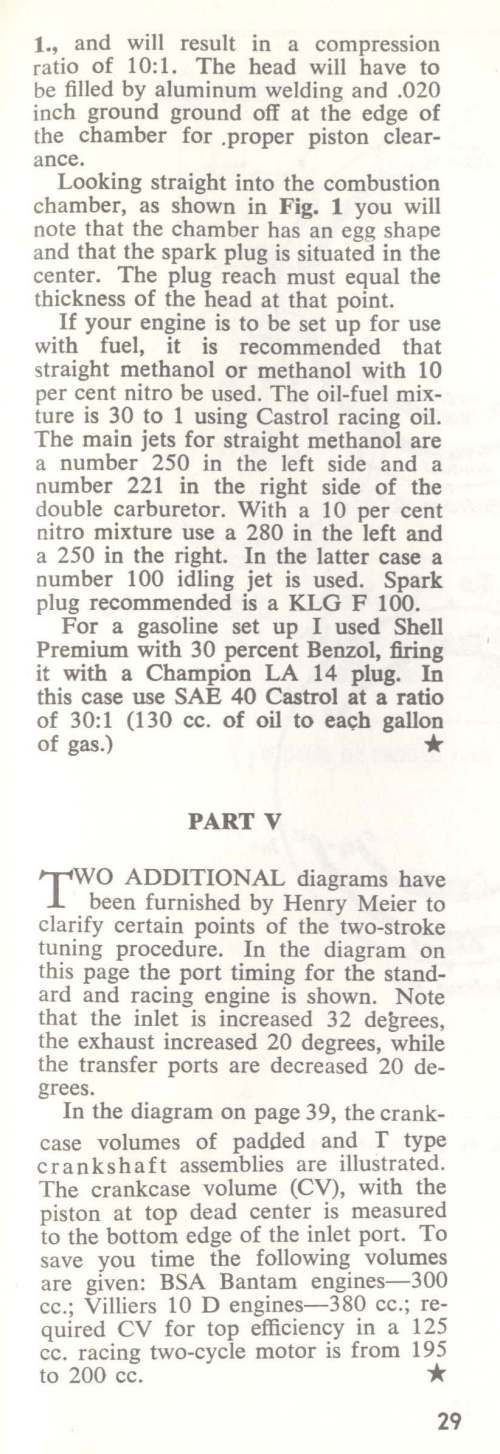 1., and will result in a compression
ratio of 10:1. The head will have to
be filled by aluminum welding and .020
inch ground ground off at the edge of
the chamber for .proper piston clear-
ance.
Looking straight into the combustion
chamber, as shown in Fig. 1 you will
note that the chamber has an egg shape
and that the spark plug is situated in the
center. The plug reach must equal the
thickness of the head at that point.
If your engine is to be set up for use
with fuel, it is recommended that
straight methanol or methanol with 10
per cent nitro be used. The oil-fuel mix-
ture is 30 to 1 using Castrol racing oil.
The main jets for straight methanol are
a number 250 in the left side and a
number 221 in the right side of the
double carburetor. With a 10 per cent
nitro mixture use a 280 in the left and
a 250 in the right. In the latter case a
number 100 idling jet is used. Spark
plug recommended is a KLG F 100.
For a gasoline set up I used Shell
Premium with 30 percent Benzol, firing
it with a Champion LA 14 plug. In
this case use SAE 40 Castrol at a ratio
of 30:1 (130 cc. of oil to each gallon
of gas.) ★
PART V
TWO ADDITIONAL diagrams have
been furnished by Henry Meier to
clarify certain points of the two-stroke
tuning procedure. In the diagram on
this page the port timing for the stand-
ard and racing engine is shown. Note
that the inlet is increased 32 degrees,
the exhaust increased 20 degrees, while
the transfer ports are decreased 20 de-
grees.
In the diagram on page 39, the crank-
case volumes of padded and T type
crankshaft assemblies are illustrated.
The crankcase volume (CV), with the
piston at top dead center is measured
to the bottom edge of the inlet port. To
save you time the following volumes
are given: BSA Bantam engines—300
cc.; Villiers 10 D engines—380 cc.; re-
quired CV for top efficiency in a 125
cc. racing two-cycle motor is from 195
to 200 cc. ★
29